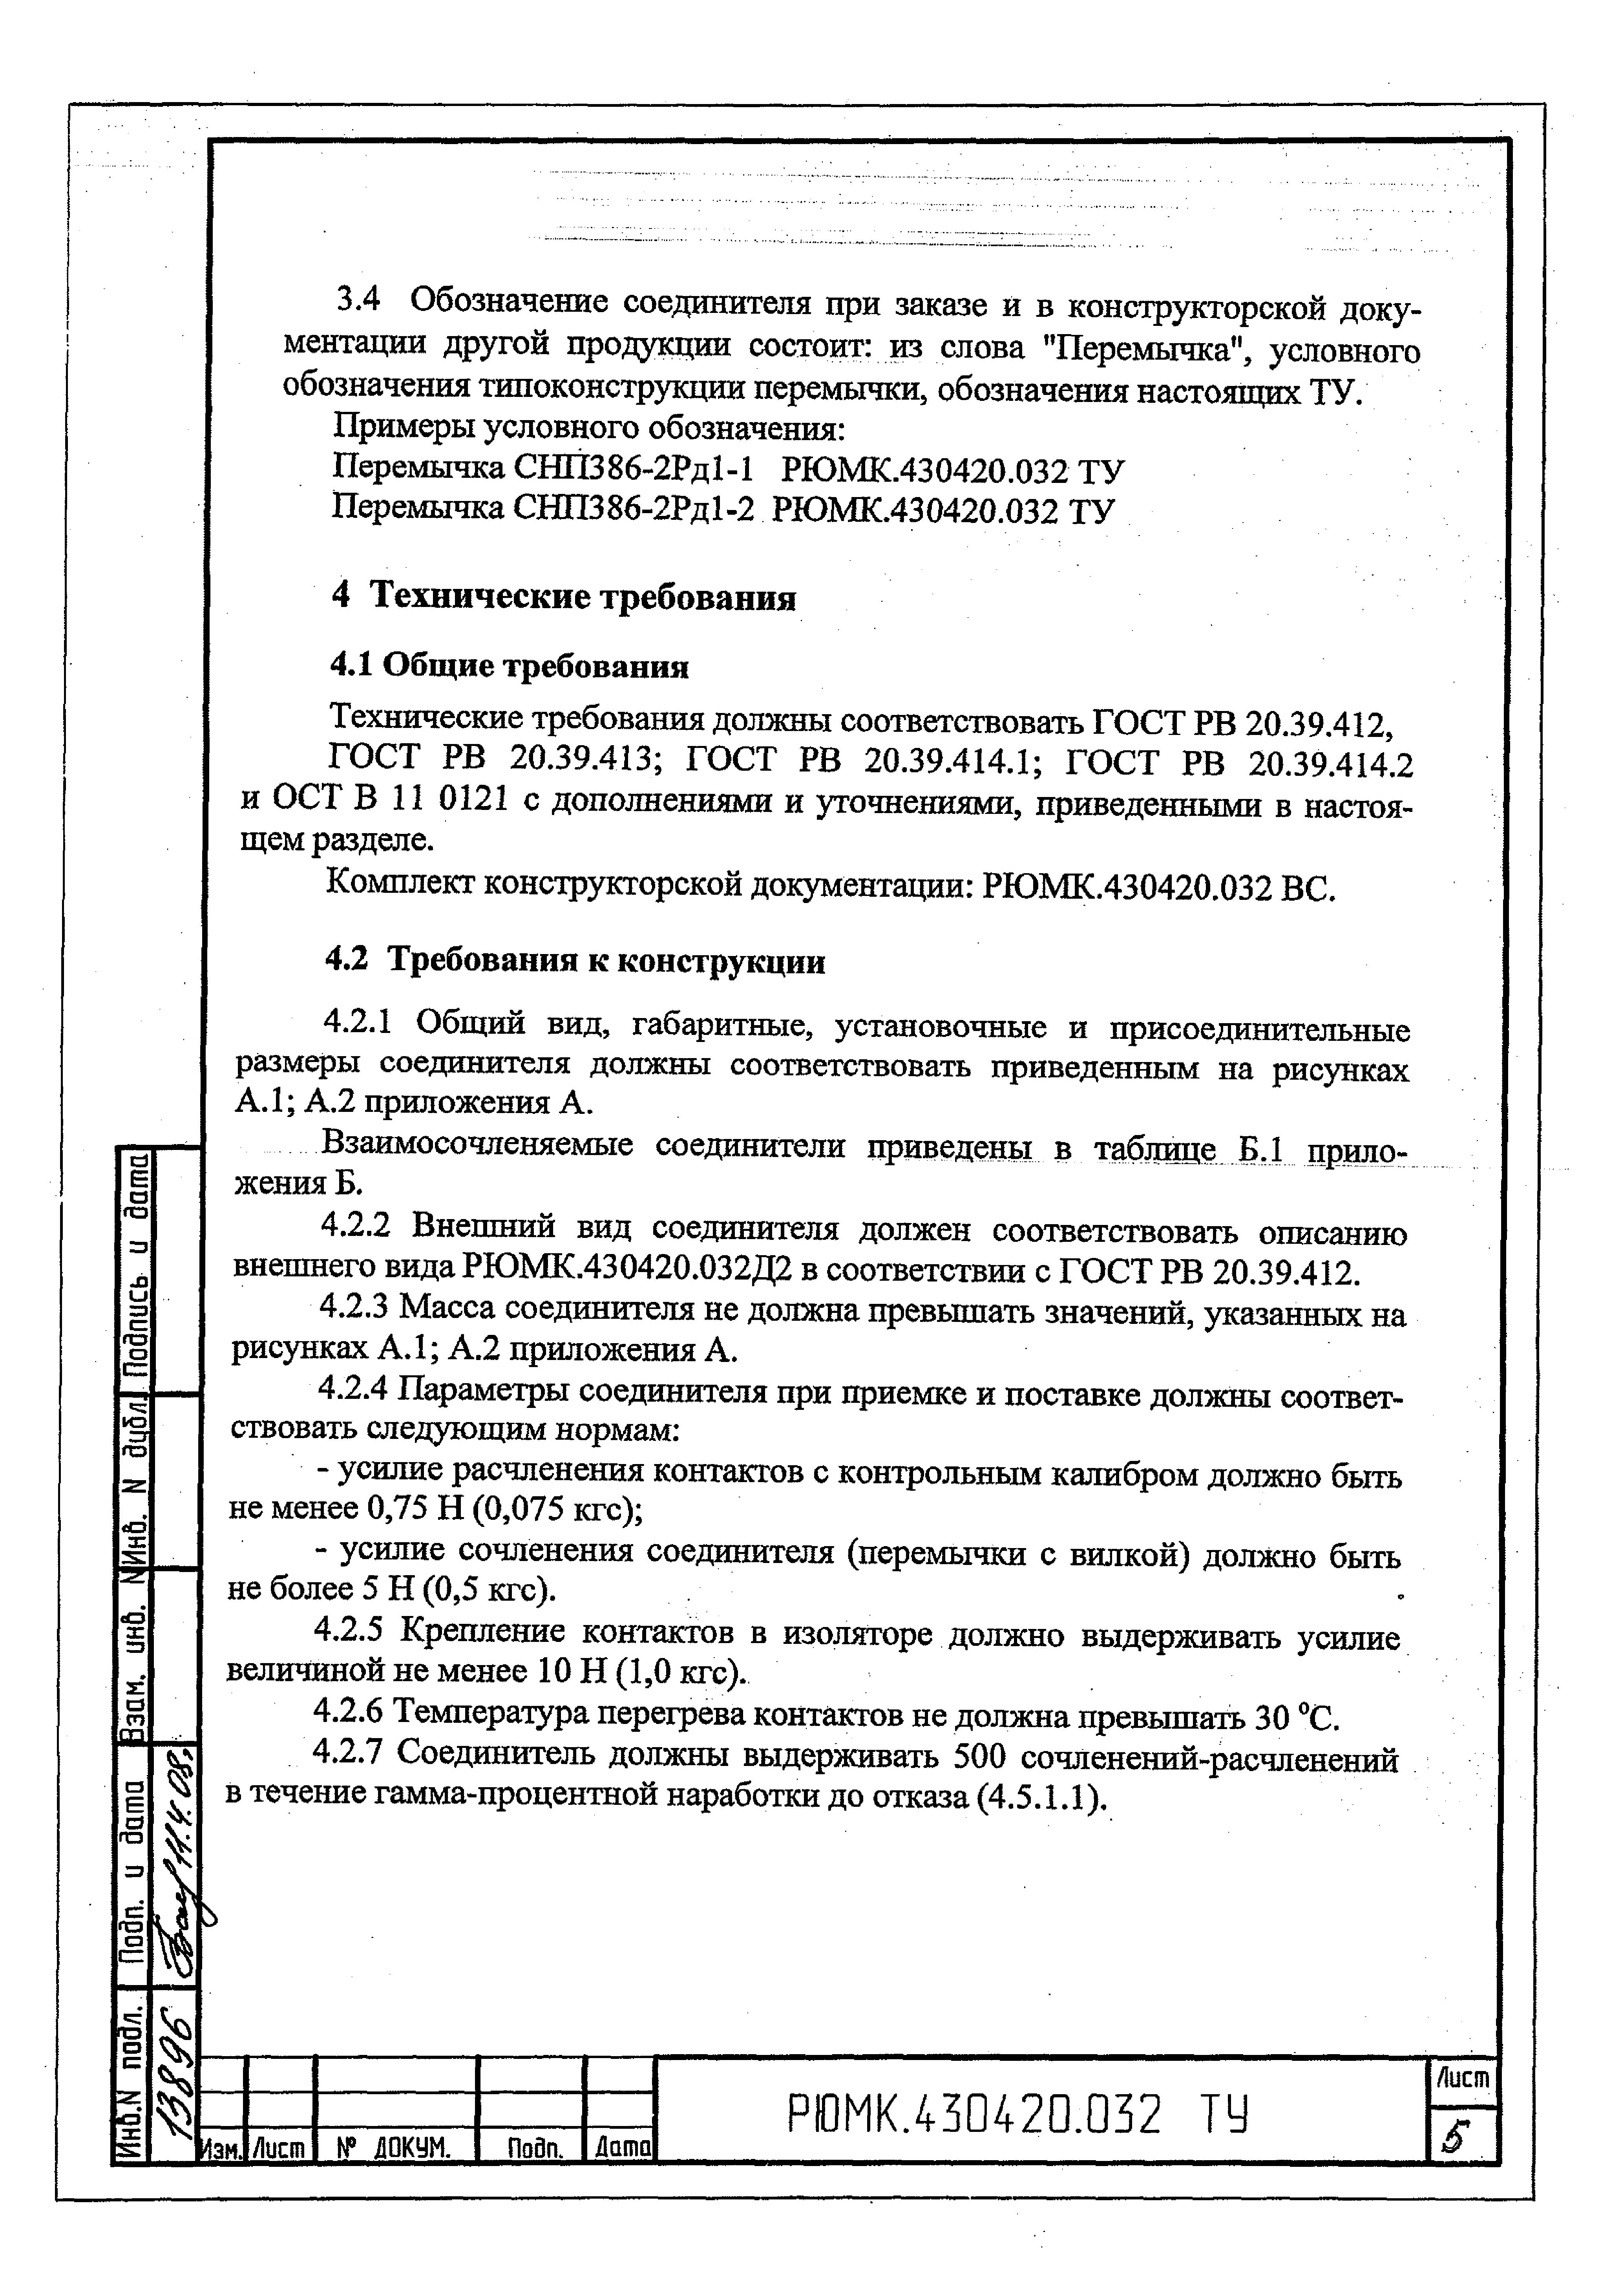 3.4 Обозначение соединителя при заказе и в конструкторской доку-
ментации другой продукции состоит: из слова "Перемычка", условного
обозначения типоконструкции перемычки, обозначения настоящих ТУ.
Примеры условного обозначения:
Перемычка СНП386-2Рд1-1 РЮМК.430420.032 ТУ
Перемычка СНП386-2Рд1-2 РЮМК.430420.032 ТУ
4 Технические требования
4.1 Общие требования
Технические требования должны соответствовать ГОСТ РВ 20.39.412,
ГОСТ РВ 20.39.413; ГОСТ РВ 20.39.414.1; ГОСТ РВ 20.39.414.2
и ОСТ В 11 0121 с дополнениями и уточнениями, приведенными в настоя-
щем разделе.
Комплект конструкторской документации: РЮМК.430420.032 ВС.
4.2 Требования к конструкции
4.2.1 Общий вид, габаритные, установочные и присоединительные
размеры соединителя должны соответствовать приведенным на рисунках
А.1; А.2 приложения А.
Взаимосочленяемые соединители приведены в таблице Б.1 прило-
жения Б.
4.2.2 Внешний вид соединителя должен соответствовать описанию
внешнего вида РЮМК.430420.032Д2 в соответствии с ГОСТ РВ 20.39.412.
4.2.3 Масса соединителя не должна превышать значений, указанных на
рисунках А.1; А.2 приложения А.
4.2.4 Параметры соединителя при приемке и поставке должны соответ-
ствовать следующим нормам:
- усилие расчленения контактов с контрольным калибром должно быть
не менее 0,75 Н (0,075 кгс);
- усилие сочленения соединителя (перемычки с вилкой) должно быть
не более 5 Н (0,5 кгс).
4.2.5 Крепление контактов в изоляторе должно выдерживать усилие
величиной не менее 10 Н (1,0 кгс).
4.2.6 Температура перегрева контактов не должна превышать 30 °С.
4.2.7 Соединитель должны выдерживать 500 сочленений-расчленений
в течение гамма-процентной наработки до отказа (4.5.1.1).
Подпись и дата
Инв. N дубл.
Взам. инв. N
Подп. и дата
11.4.08.
Инв.N подл.
13896
Изм. Лист № ДОКУМ. Подп. Дата
РЮМК.430420.032 ТУ
Лист
5